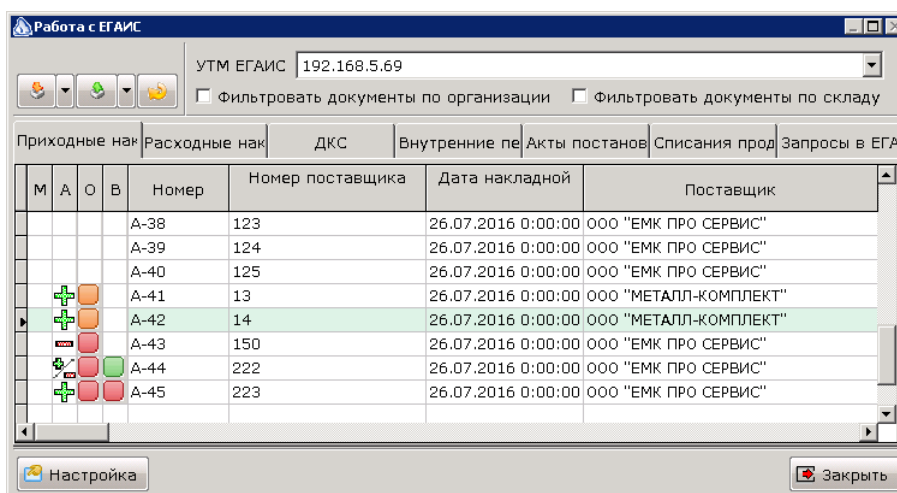 Работа с ЕГАИС
УТМ ЕГАИС 192.168.5.69
Фильтровать документы по организации Фильтровать документы по складу
Приходные нак Расходные нак ДКС Внутренние пе Акты постанов Списания прод Запросы в ЕГА
М А О В Номер Номер поставщика Дата накладной Поставщик
А-38 123 26.07.2016 0:00:00 ООО "ЕМК ПРО СЕРВИС"
А-39 124 26.07.2016 0:00:00 ООО "ЕМК ПРО СЕРВИС"
А-40 125 26.07.2016 0:00:00 ООО "ЕМК ПРО СЕРВИС"
А-41 13 26.07.2016 0:00:00 ООО "МЕТАЛЛ-КОМПЛЕКТ"
А-42 14 26.07.2016 0:00:00 ООО "МЕТАЛЛ-КОМПЛЕКТ"
А-43 150 26.07.2016 0:00:00 ООО "ЕМК ПРО СЕРВИС"
А-44 222 26.07.2016 0:00:00 ООО "ЕМК ПРО СЕРВИС"
А-45 223 26.07.2016 0:00:00 ООО "ЕМК ПРО СЕРВИС"
Настройка Закрыть